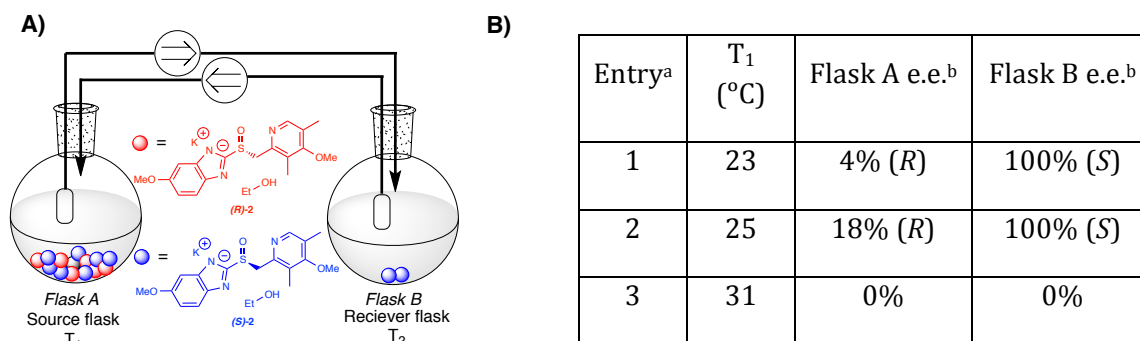 A)
K⊕
N
⊖
N
O
S
N
OMe
MeO
Et OH
(R)-2
K⊕
N
⊖
N
O
S
N
OMe
MeO
Et OH
(S)-2
=
=
Flask A
Source flask
Flask B
Reciever flask
B)
Entryᵃ T₁ (°C) Flask A e.e.ᵇ Flask B e.e.ᵇ
1 23 4% (R) 100% (S)
2 25 18% (R) 100% (S)
3 31 0% 0%